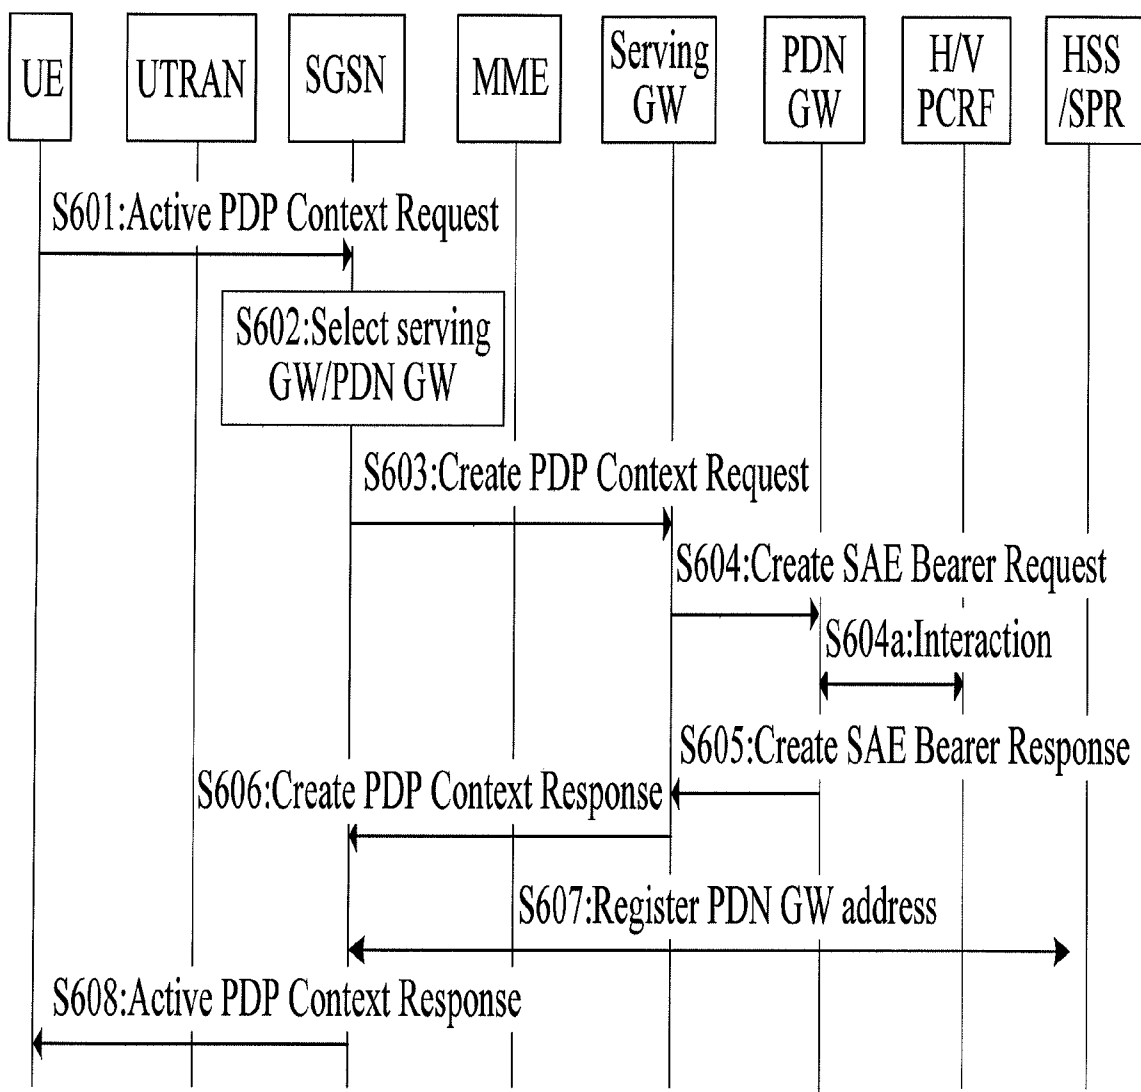 UE
UTRAN
SGSN
MME
Serving
GW
PDN
GW
H/V
PCRF
HSS
/SPR
S601:Active PDP Context Request
S602:Select serving
GW/PDN GW
S603:Create PDP Context Request
S604:Create SAE Bearer Request
S604a:Interaction
S605:Create SAE Bearer Response
S606:Create PDP Context Response
S607:Register PDN GW address
S608:Active PDP Context Response